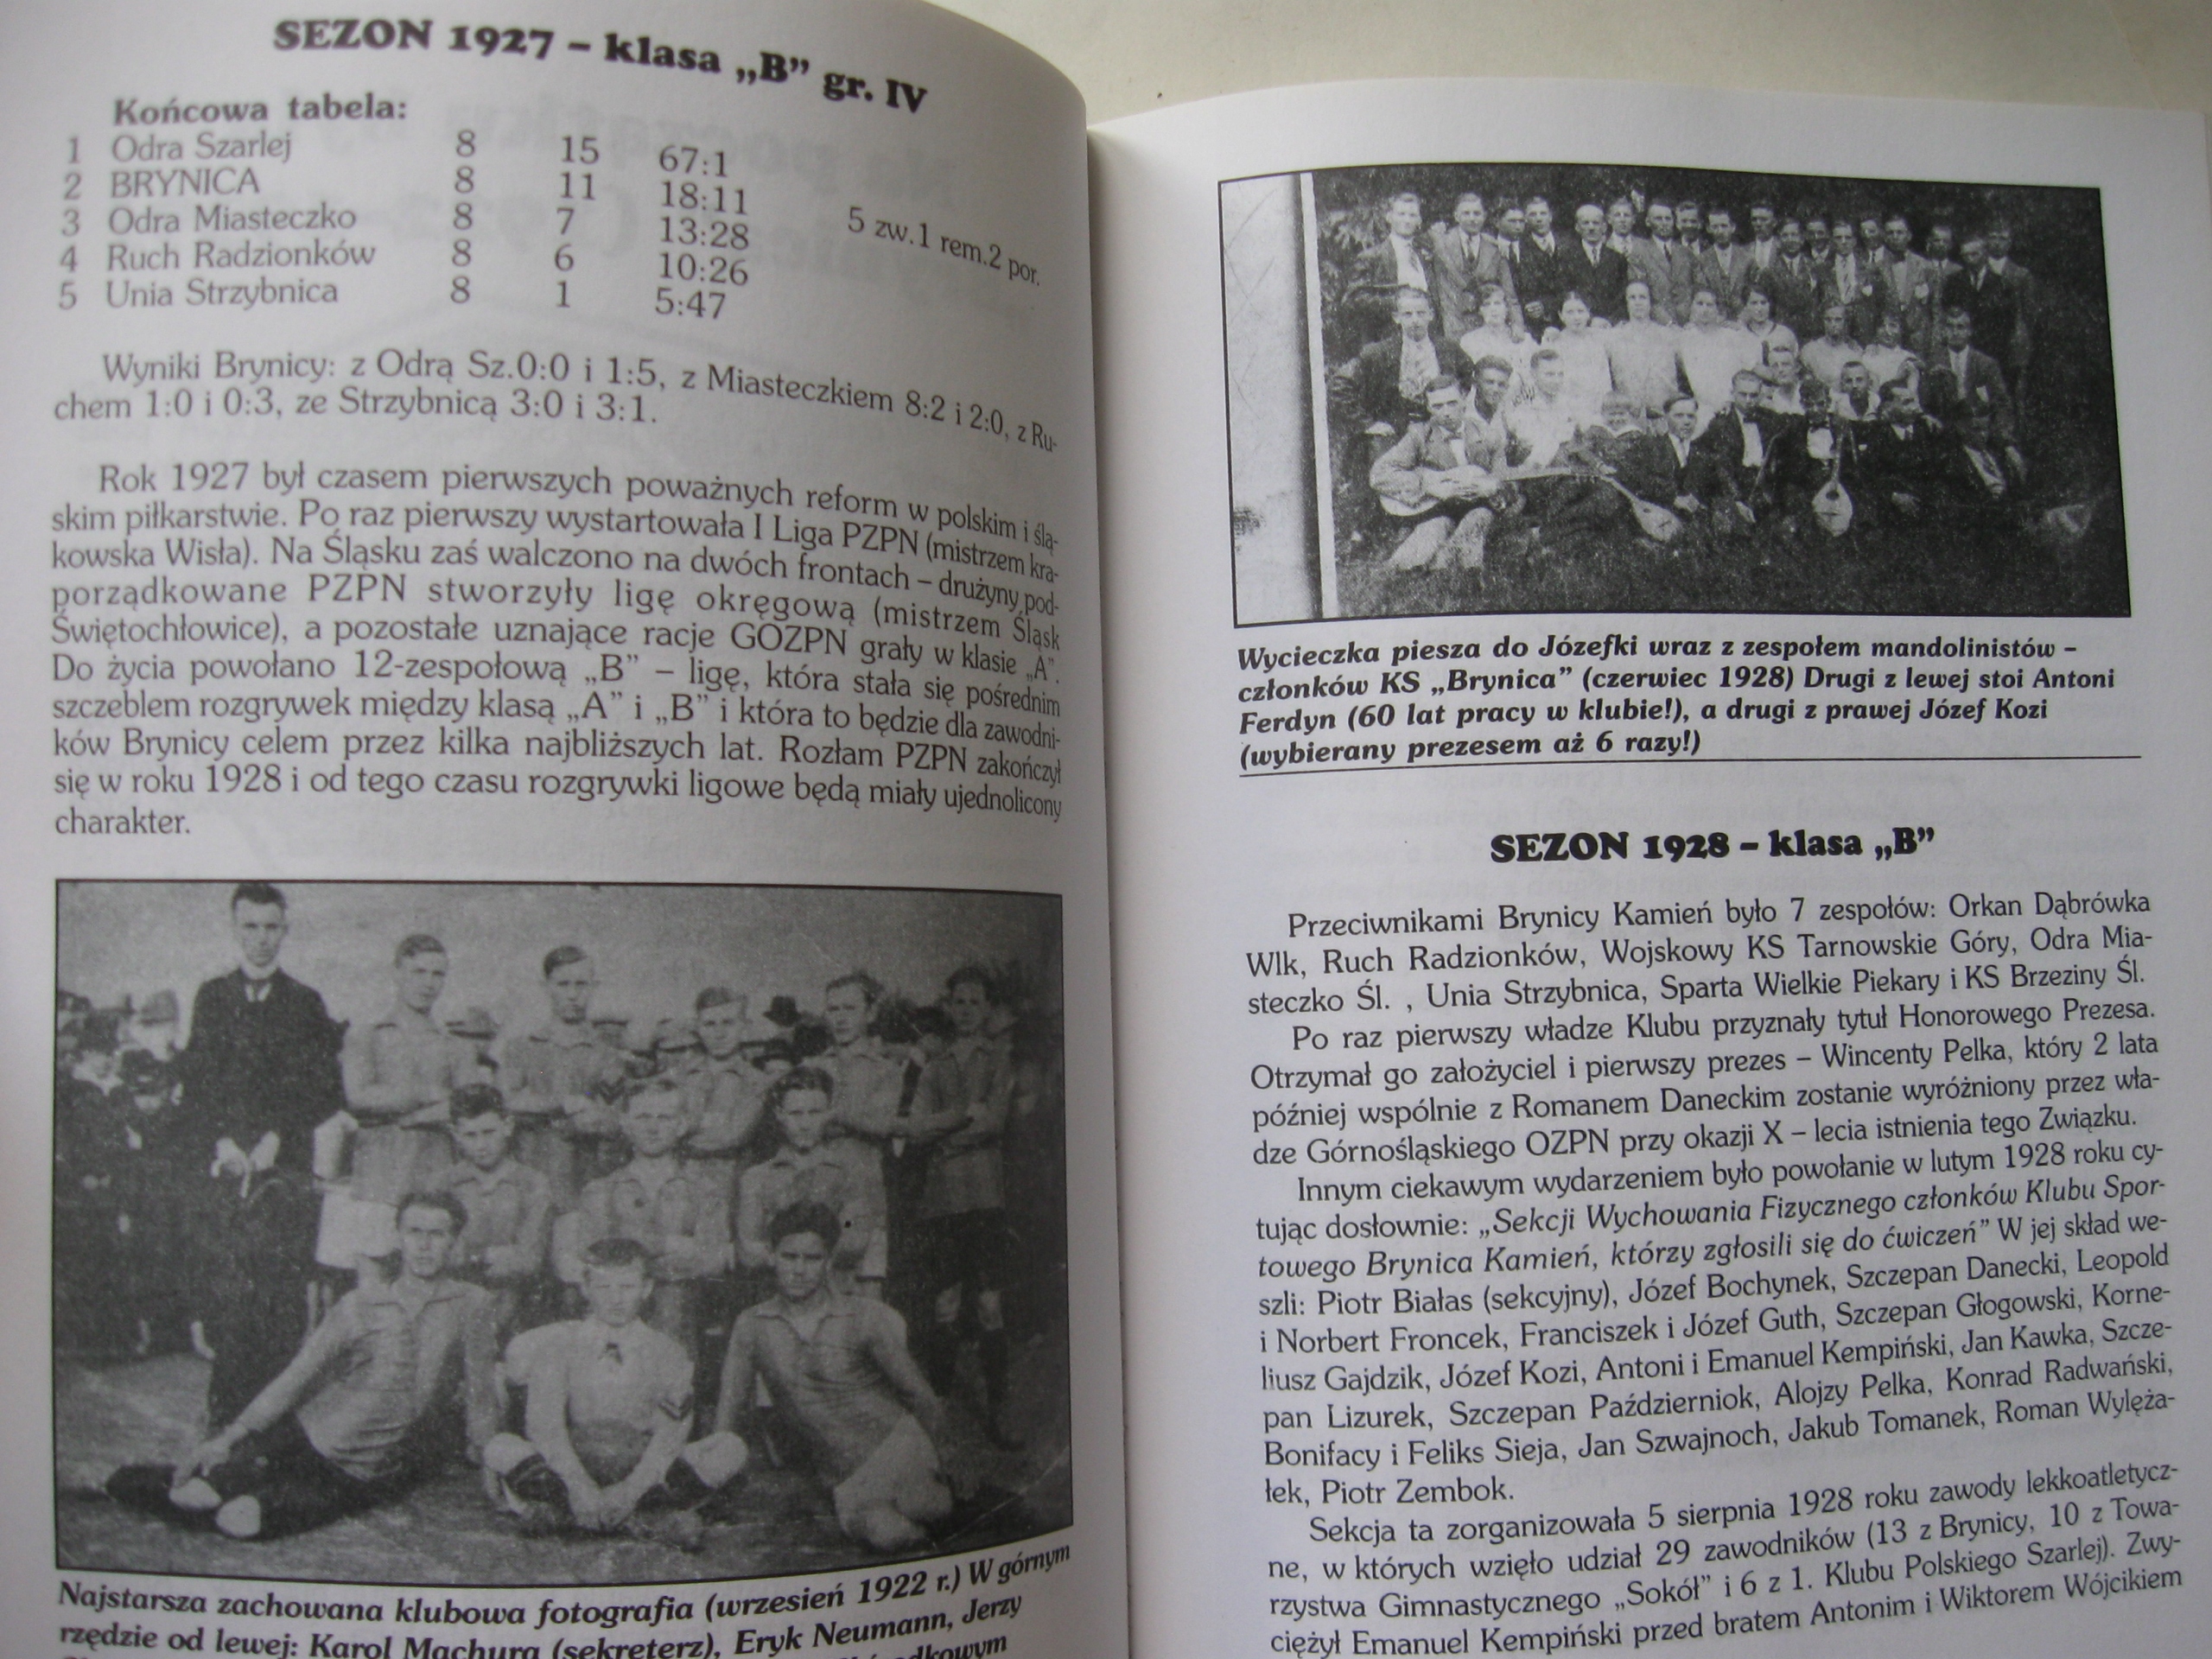 SEZON 1927 – klasa „B” gr. IV
Końcowa tabela:
1 Odra Szarlej 8 15 67:1
2 BRYNICA 8 11 18:11 5 zw.1 rem.2 por.
3 Odra Miasteczko 8 7 13:28
4 Ruch Radzionków 8 6 10:26
5 Unia Strzybnica 8 1 5:47
Wyniki Brynicy: z Odrą Sz.0:0 i 1:5, z Miasteczkiem 8:2 i 2:0, z Ru-
chem 1:0 i 0:3, ze Strzybnicą 3:0 i 3:1.
Rok 1927 był czasem pierwszych poważnych reform w polskim i ślą-
skim piłkarstwie. Po raz pierwszy wystartowała I Liga PZPN (mistrzem kra-
kowska Wisła). Na Śląsku zaś walczono na dwóch frontach – drużyny pod-
porządkowane PZPN stworzyły ligę okręgową (mistrzem Śląsk
Świętochłowice), a pozostałe uznające racje GOZPN grały w klasie „A”.
Do życia powołano 12-zespołową „B” – ligę, która stała się pośrednim
szczeblem rozgrywek między klasą „A” i „B” i która to będzie dla zawodni-
ków Brynicy celem przez kilka najbliższych lat. Rozłam PZPN zakończył
się w roku 1928 i od tego czasu rozgrywki ligowe będą miały ujednolicony
charakter.
Najstarsza zachowana klubowa fotografia (wrzesień 1922 r.) W górnym
rzędzie od lewej: Karol Machura (sekreterz), Eryk Neumann, Jerzy
Wycieczka piesza do Józefki wraz z zespołem mandolinistów –
członków KS „Brynica” (czerwiec 1928) Drugi z lewej stoi Antoni
Ferdyn (60 lat pracy w klubie!), a drugi z prawej Józef Kozi
(wybierany prezesem aż 6 razy!)
SEZON 1928 – klasa „B”
Przeciwnikami Brynicy Kamień było 7 zespołów: Orkan Dąbrówka
Wlk, Ruch Radzionków, Wojskowy KS Tarnowskie Góry, Odra Mia-
steczko Śl. , Unia Strzybnica, Sparta Wielkie Piekary i KS Brzeziny Śl.
Po raz pierwszy władze Klubu przyznały tytuł Honorowego Prezesa.
Otrzymał go założyciel i pierwszy prezes – Wincenty Pelka, który 2 lata
później wspólnie z Romanem Daneckim zostanie wyróżniony przez wła-
dze Górnośląskiego OZPN przy okazji X – lecia istnienia tego Związku.
Innym ciekawym wydarzeniem było powołanie w lutym 1928 roku cy-
tując dosłownie: „Sekcji Wychowania Fizycznego członków Klubu Spor-
towego Brynica Kamień, którzy zgłosili się do ćwiczeń” W jej skład we-
szli: Piotr Białas (sekcyjny), Józef Bochynek, Szczepan Danecki, Leopold
i Norbert Froncek, Franciszek i Józef Guth, Szczepan Głogowski, Korne-
liusz Gajdzik, Józef Kozi, Antoni i Emanuel Kempiński, Jan Kawka, Szcze-
pan Lizurek, Szczepan Październiok, Alojzy Pelka, Konrad Radwański,
Bonifacy i Feliks Sieja, Jan Szwajnoch, Jakub Tomanek, Roman Wylęża-
łek, Piotr Zembok.
Sekcja ta zorganizowała 5 sierpnia 1928 roku zawody lekkoatletycz-
ne, w których wzięło udział 29 zawodników (13 z Brynicy, 10 z Towa-
rzystwa Gimnastycznego „Sokół” i 6 z 1. Klubu Polskiego Szarlej). Zwy-
ciężył Emanuel Kempiński przed bratem Antonim i Wiktorem Wójcikiem